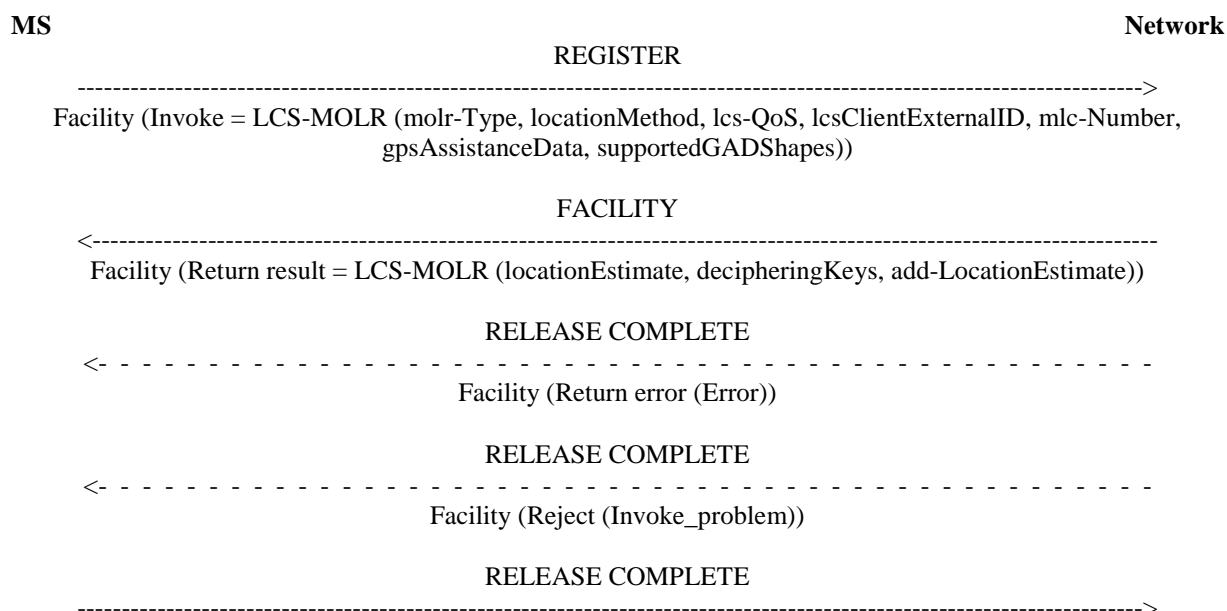 MS Network
REGISTER
------------------------------------------------------------------------------------------------------------------------>
Facility (Invoke = LCS-MOLR (molr-Type, locationMethod, lcs-QoS, lcsClientExternalID, mlc-Number,
gpsAssistanceData, supportedGADShapes))
FACILITY
<------------------------------------------------------------------------------------------------------------------------
Facility (Return result = LCS-MOLR (locationEstimate, decipheringKeys, add-LocationEstimate))
RELEASE COMPLETE
<- - - - - - - - - - - - - - - - - - - - - - - - - - - - - - - - - - - - - - - - - - - - - - - - - - - - - - - - - -
Facility (Return error (Error))
RELEASE COMPLETE
<- - - - - - - - - - - - - - - - - - - - - - - - - - - - - - - - - - - - - - - - - - - - - - - - - - - - - - - - - -
Facility (Reject (Invoke_problem))
RELEASE COMPLETE
------------------------------------------------------------------------------------------------------------------------>